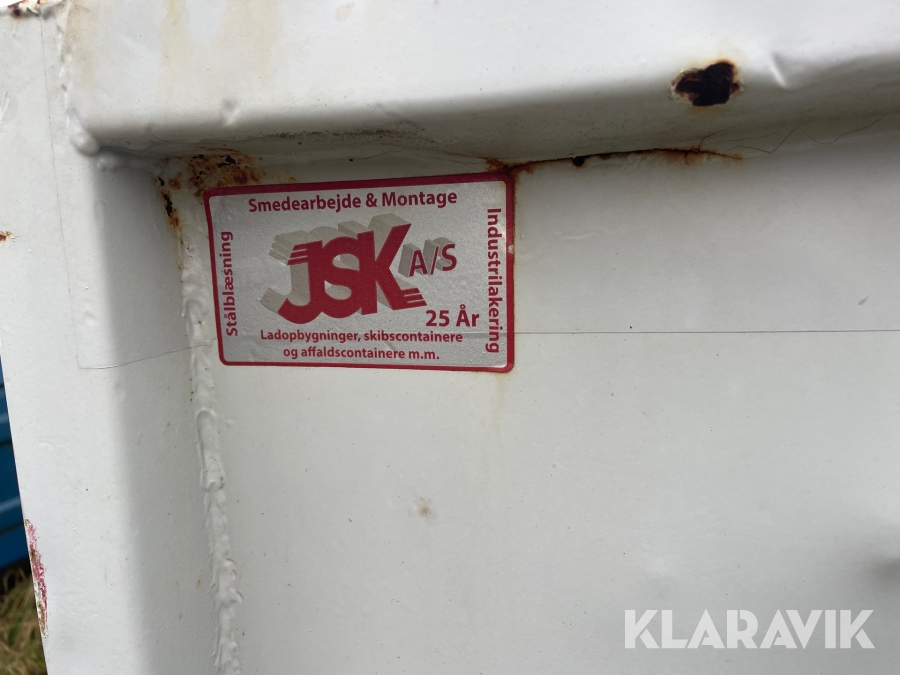 Smedearbejde & Montage
Stålblæsning
JSK A/S
Industrilakering
25 År
Ladopbygninger, skibscontainere
og affaldscontainere m.m.
KLARAVIK